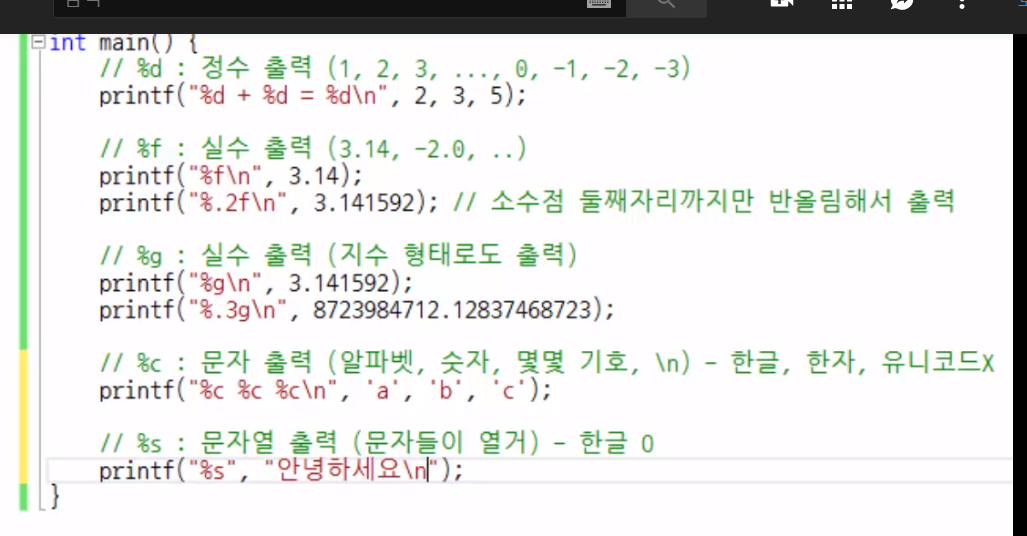 int main() {
// %d : 정수 출력 (1, 2, 3, ..., 0, -1, -2, -3)
printf("%d + %d = %d\n", 2, 3, 5);
// %f : 실수 출력 (3.14, -2.0, ..)
printf("%f\n", 3.14);
printf("%.2f\n", 3.141592); // 소수점 둘째자리까지만 반올림해서 출력
// %g : 실수 출력 (지수 형태로도 출력)
printf("%g\n", 3.141592);
printf("%.3g\n", 8723984712.12837468723);
// %c : 문자 출력 (알파벳, 숫자, 몇몇 기호, \n) - 한글, 한자, 유니코드X
printf("%c %c %c\n", 'a', 'b', 'c');
// %s : 문자열 출력 (문자들이 열거) - 한글 O
printf("%s", "안녕하세요\n");
}